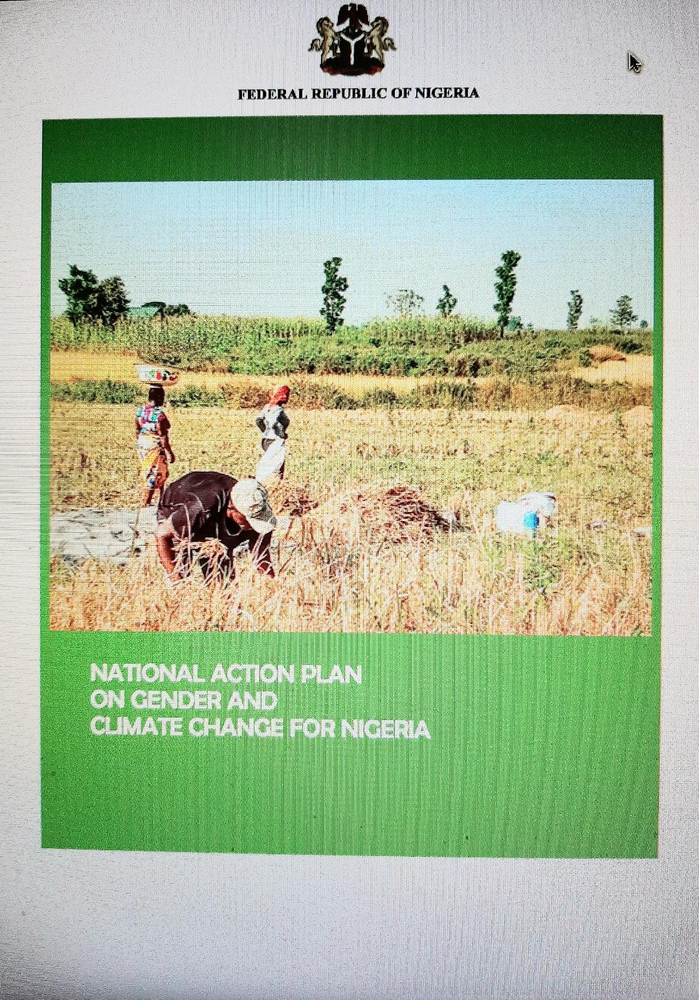 FEDERAL REPUBLIC OF NIGERIA
NATIONAL ACTION PLAN
ON GENDER AND
CLIMATE CHANGE FOR NIGERIA